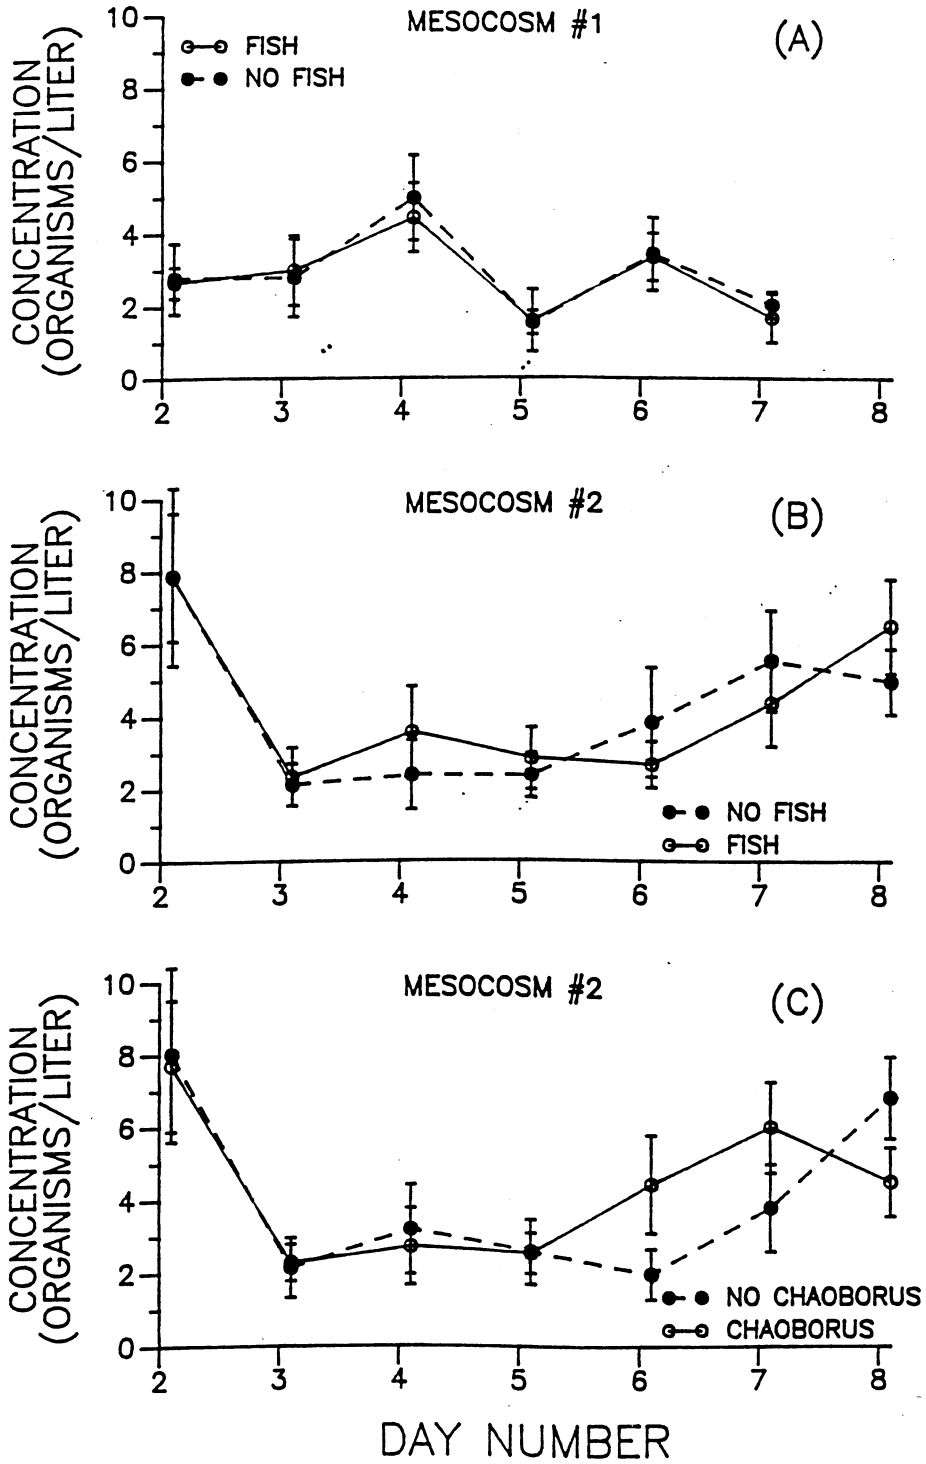 MESOCOSM #1
(A)
FISH
NO FISH
CONCENTRATION
(ORGANISMS/LITER)
10
8
6
4
2
0
2 3 4 5 6 7 8
MESOCOSM #2
(B)
CONCENTRATION
(ORGANISMS/LITER)
10
8
6
4
2
0
NO FISH
FISH
2 3 4 5 6 7 8
MESOCOSM #2
(C)
CONCENTRATION
(ORGANISMS/LITER)
10
8
6
4
2
0
NO CHAOBORUS
CHAOBORUS
2 3 4 5 6 7 8
DAY NUMBER